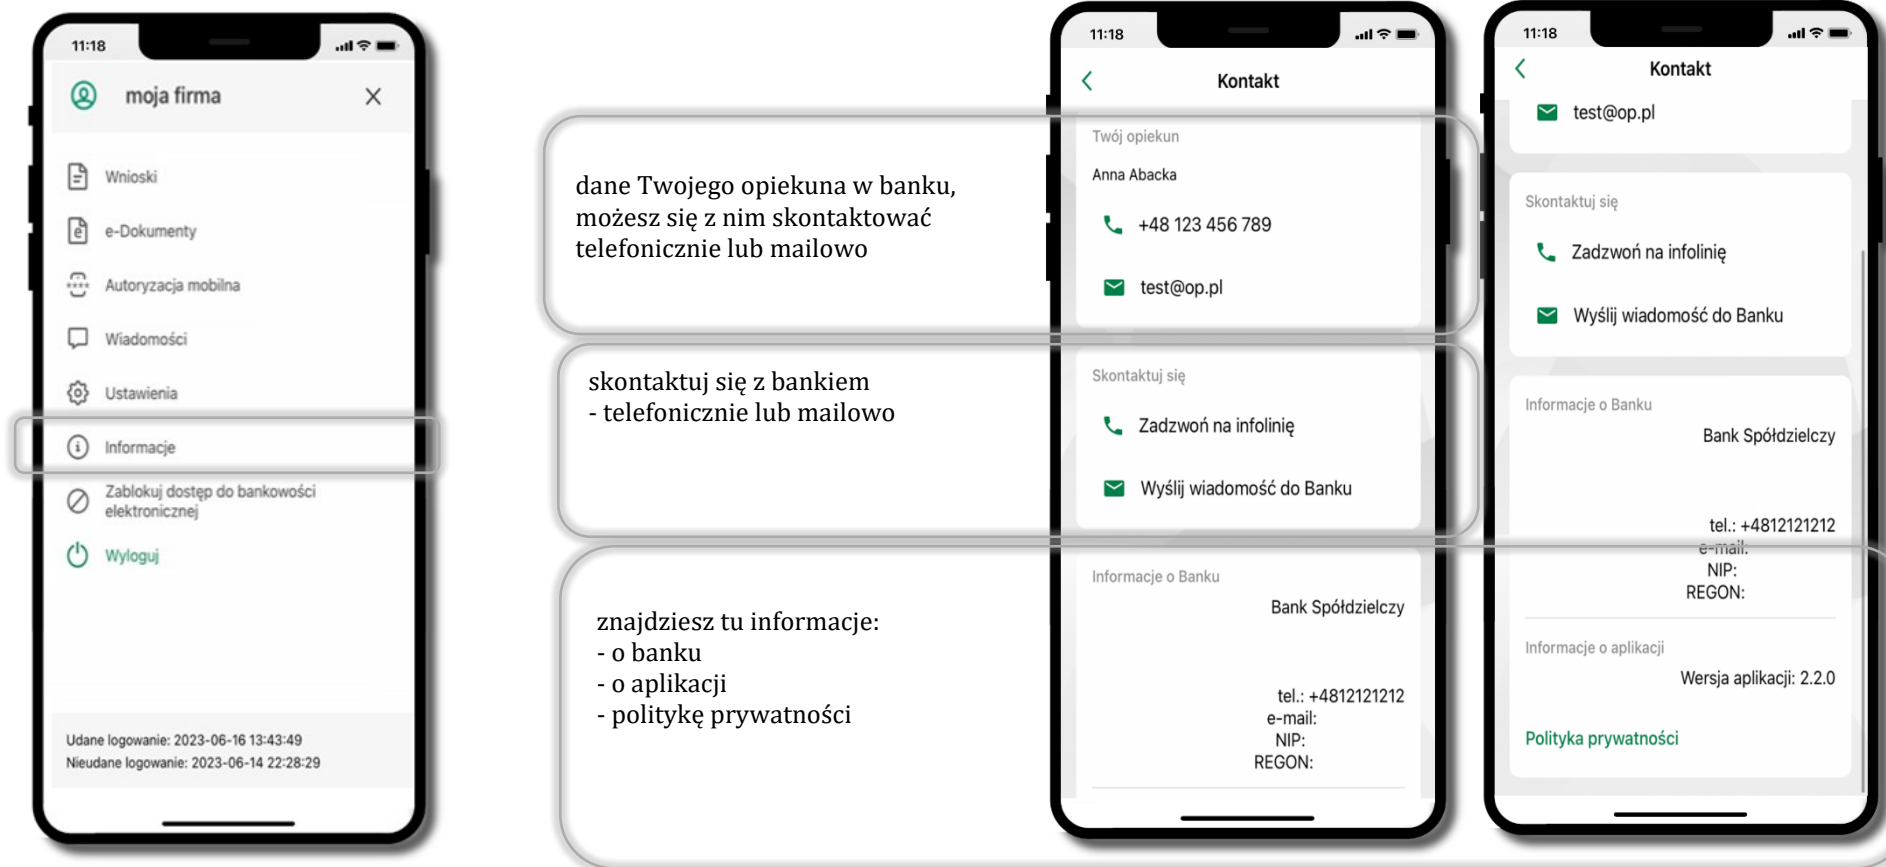 11:18
moja firma
Wnioski
e-Dokumenty
Autoryzacja mobilna
Wiadomości
Ustawienia
Informacje
Zablokuj dostęp do bankowości
elektronicznej
Wyloguj
Udane logowanie: 2023-06-16 13:43:49
Nieudane logowanie: 2023-06-14 22:28:29
dane Twojego opiekuna w banku,
możesz się z nim skontaktować
telefonicznie lub mailowo
skontaktuj się z bankiem
- telefonicznie lub mailowo
znajdziesz tu informacje:
- o banku
- o aplikacji
- politykę prywatności
11:18
Kontakt
Twój opiekun
Anna Abacka
+48 123 456 789
test@op.pl
Skontaktuj się
Zadzwoń na infolinię
Wyślij wiadomość do Banku
Informacje o Banku
Bank Spółdzielczy
tel.: +4812121212
e-mail:
NIP:
REGON:
11:18
Kontakt
test@op.pl
Skontaktuj się
Zadzwoń na infolinię
Wyślij wiadomość do Banku
Informacje o Banku
Bank Spółdzielczy
tel.: +4812121212
e-mail:
NIP:
REGON:
Informacje o aplikacji
Wersja aplikacji: 2.2.0
Polityka prywatności